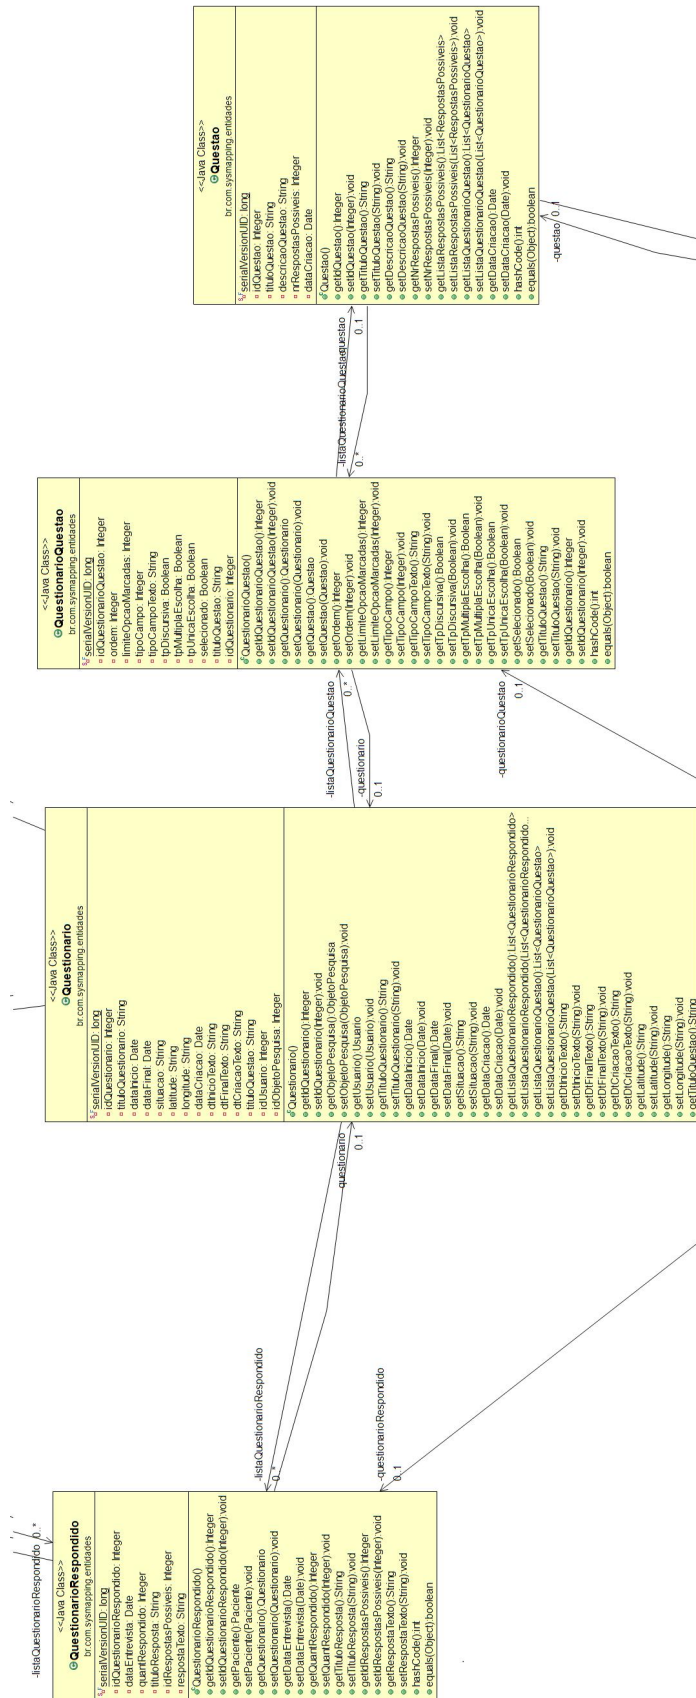 -listaQuestionarioRespondido 0..*
<<Java Class>>
QuestionarioRespondido
br.com.sysmapping.entidades
serialVersionUID: long
idQuestionarioRespondido: Integer
dataEntrevista: Date
quantRespondido: Integer
tituloResposta: String
idRespostasPossiveis: Integer
respostaTexto: String
QuestionarioRespondido()
getIdQuestionarioRespondido():Integer
setIdQuestionarioRespondido(Integer):void
getPaciente():Paciente
setPaciente(Paciente):void
getQuestionario():Questionario
setQuestionario(Questionario):void
getDataEntrevista():Date
setDataEntrevista(Date):void
getQuantRespondido():Integer
setQuantRespondido(Integer):void
getTituloResposta():String
setTituloResposta(String):void
getIdRespostasPossiveis():Integer
setIdRespostasPossiveis(Integer):void
getRespostaTexto():String
setRespostaTexto(String):void
hashCode():int
equals(Object):boolean
-listaQuestionarioRespondido
0..*
-questionarioRespondido
0..1
questionario
0..1
<<Java Class>>
Questionario
br.com.sysmapping.entidades
serialVersionUID: long
idQuestionario: Integer
tituloQuestionario: String
dataInicio: Date
dataFinal: Date
situacao: String
latitude: String
longitude: String
dataCriacao: Date
dtInicioTexto: String
dtFinalTexto: String
dtCriacaoTexto: String
tituloQuestao: String
idUsuario: Integer
idObjetoPesquisa: Integer
Questionario()
getIdQuestionario():Integer
setIdQuestionario(Integer):void
getObjetoPesquisa():ObjetoPesquisa
setObjetoPesquisa(ObjetoPesquisa):void
getUsuario():Usuario
setUsuario(Usuario):void
getTituloQuestionario():String
setTituloQuestionario(String):void
getDataInicio():Date
setDataInicio(Date):void
getDataFinal():Date
setDataFinal(Date):void
getSituacao():String
setSituacao(String):void
getDataCriacao():Date
setDataCriacao(Date):void
getListaQuestionarioRespondido():List<QuestionarioRespondido>
setListaQuestionarioRespondido(List<QuestionarioRespondido...
getListaQuestionarioQuestao():List<QuestionarioQuestao>
setListaQuestionarioQuestao(List<QuestionarioQuestao>):void
getDtInicioTexto():String
setDtInicioTexto(String):void
getDtFinalTexto():String
setDtFinalTexto(String):void
getDtCriacaoTexto():String
setDtCriacaoTexto(String):void
getLatitude():String
setLatitude(String):void
getLongitude():String
setLongitude(String):void
getTituloQuestao():String
-listaQuestionarioQuestao
0..*
-questionario
0..1
-questionarioQuestao
0..1
<<Java Class>>
QuestionarioQuestao
br.com.sysmapping.entidades
serialVersionUID: long
idQuestionarioQuestao: Integer
ordem: Integer
limiteOpcaoMarcadas: Integer
tipoCampo: Integer
tipoCampoTexto: String
tpDiscursiva: Boolean
tpMultiplaEscolha: Boolean
tpUnicaEscolha: Boolean
selecionado: Boolean
tituloQuestao: String
idQuestionario: Integer
QuestionarioQuestao()
getIdQuestionarioQuestao():Integer
setIdQuestionarioQuestao(Integer):void
getQuestionario():Questionario
setQuestionario(Questionario):void
getQuestao():Questao
setQuestao(Questao):void
getOrdem():Integer
setOrdem(Integer):void
getLimiteOpcaoMarcadas():Integer
setLimiteOpcaoMarcadas(Integer):void
getTipoCampo():Integer
setTipoCampo(Integer):void
getTipoCampoTexto():String
setTipoCampoTexto(String):void
getTpDiscursiva():Boolean
setTpDiscursiva(Boolean):void
getTpMultiplaEscolha():Boolean
setTpMultiplaEscolha(Boolean):void
getTpUnicaEscolha():Boolean
setTpUnicaEscolha(Boolean):void
getSelecionado():Boolean
setSelecionado(Boolean):void
getTituloQuestao():String
setTituloQuestao(String):void
getIdQuestionario():Integer
setIdQuestionario(Integer):void
hashCode():int
equals(Object):boolean
-listaQuestionarioQuestao
0..*
questao
0..1
<<Java Class>>
Questao
br.com.sysmapping.entidades
serialVersionUID: long
idQuestao: Integer
tituloQuestao: String
descricaoQuestao: String
nrRespostasPossiveis: Integer
dataCriacao: Date
Questao()
getIdQuestao():Integer
setIdQuestao(Integer):void
getTituloQuestao():String
setTituloQuestao(String):void
getDescricaoQuestao():String
setDescricaoQuestao(String):void
getNrRespostasPossiveis():Integer
setNrRespostasPossiveis(Integer):void
getListaRespostasPossiveis():List<RespostasPossiveis>
setListaRespostasPossiveis(List<RespostasPossiveis>):void
getListaQuestionarioQuestao():List<QuestionarioQuestao>
setListaQuestionarioQuestao(List<QuestionarioQuestao>):void
getDataCriacao():Date
setDataCriacao(Date):void
hashCode():int
equals(Object):boolean
-questao 0..1